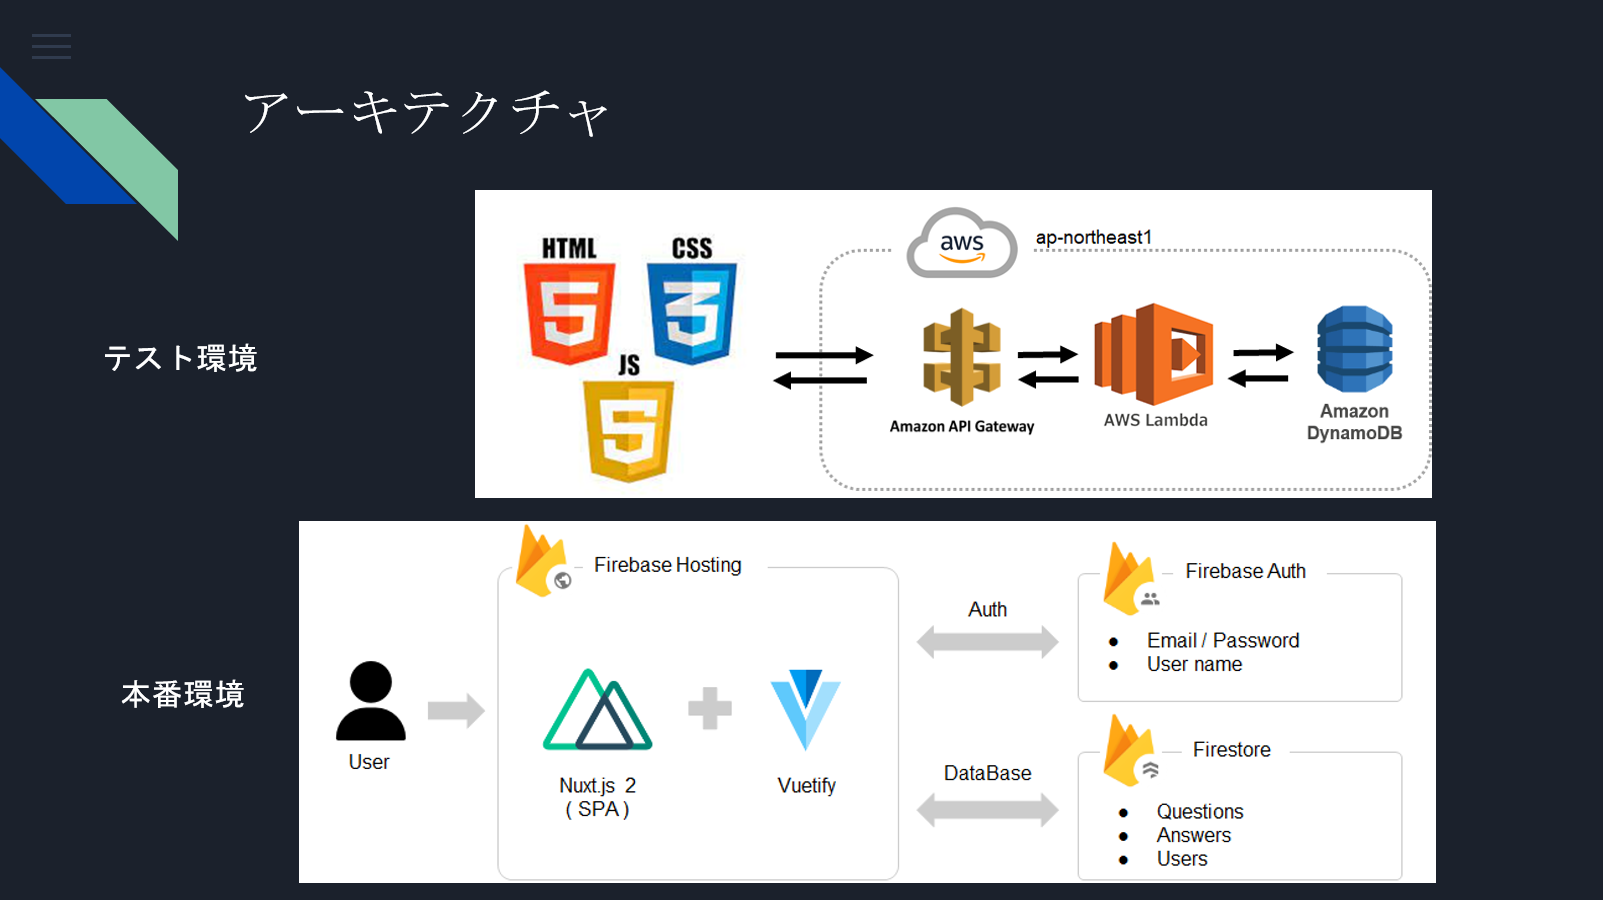 アーキテクチャ
テスト環境
HTML
CSS
JS
aws
ap-northeast1
Amazon API Gateway
AWS Lambda
Amazon
DynamoDB
本番環境
User
Firebase Hosting
Nuxt.js 2
( SPA )
Vuetify
Auth
DataBase
Firebase Auth
● Email / Password
● User name
Firestore
● Questions
● Answers
● Users